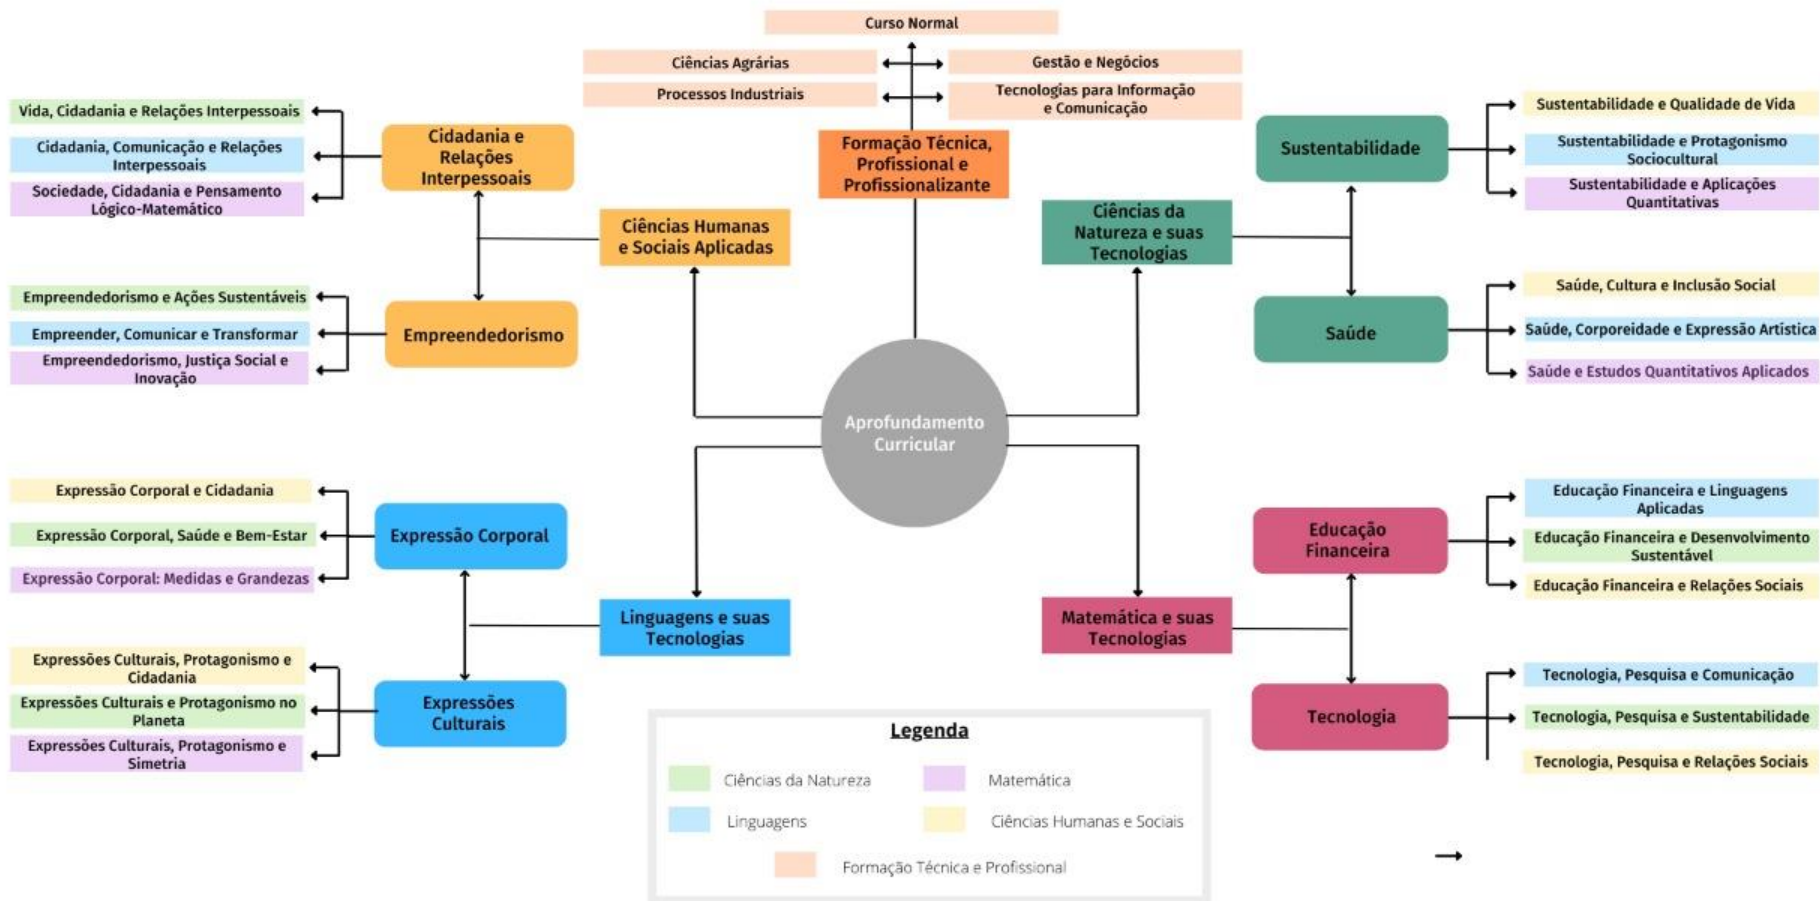 Curso Normal
Ciências Agrárias
Gestão e Negócios
Processos Industriais
Tecnologias para Informação
e Comunicação
Formação Técnica,
Profissional e
Profissionalizante
Vida, Cidadania e Relações Interpessoais
Cidadania, Comunicação e Relações
Interpessoais
Sociedade, Cidadania e Pensamento
Lógico-Matemático
Cidadania e
Relações
Interpessoais
Ciências Humanas
e Sociais Aplicadas
Empreendedorismo e Ações Sustentáveis
Empreender, Comunicar e Transformar
Empreendedorismo, Justiça Social e
Inovação
Empreendedorismo
Ciências da
Natureza e suas
Tecnologias
Sustentabilidade
Sustentabilidade e Qualidade de Vida
Sustentabilidade e Protagonismo
Sociocultural
Sustentabilidade e Aplicações
Quantitativas
Saúde
Saúde, Cultura e Inclusão Social
Saúde, Corporeidade e Expressão Artística
Saúde e Estudos Quantitativos Aplicados
Aprofundamento
Curricular
Expressão Corporal e Cidadania
Expressão Corporal, Saúde e Bem-Estar
Expressão Corporal: Medidas e Grandezas
Expressão Corporal
Linguagens e suas
Tecnologias
Expressões Culturais, Protagonismo e
Cidadania
Expressões Culturais e Protagonismo no
Planeta
Expressões Culturais, Protagonismo e
Simetria
Expressões
Culturais
Matemática e suas
Tecnologias
Educação
Financeira
Educação Financeira e Linguagens
Aplicadas
Educação Financeira e Desenvolvimento
Sustentável
Educação Financeira e Relações Sociais
Tecnologia
Tecnologia, Pesquisa e Comunicação
Tecnologia, Pesquisa e Sustentabilidade
Tecnologia, Pesquisa e Relações Sociais
Legenda
Ciências da Natureza
Matemática
Linguagens
Ciências Humanas e Sociais
Formação Técnica e Profissional